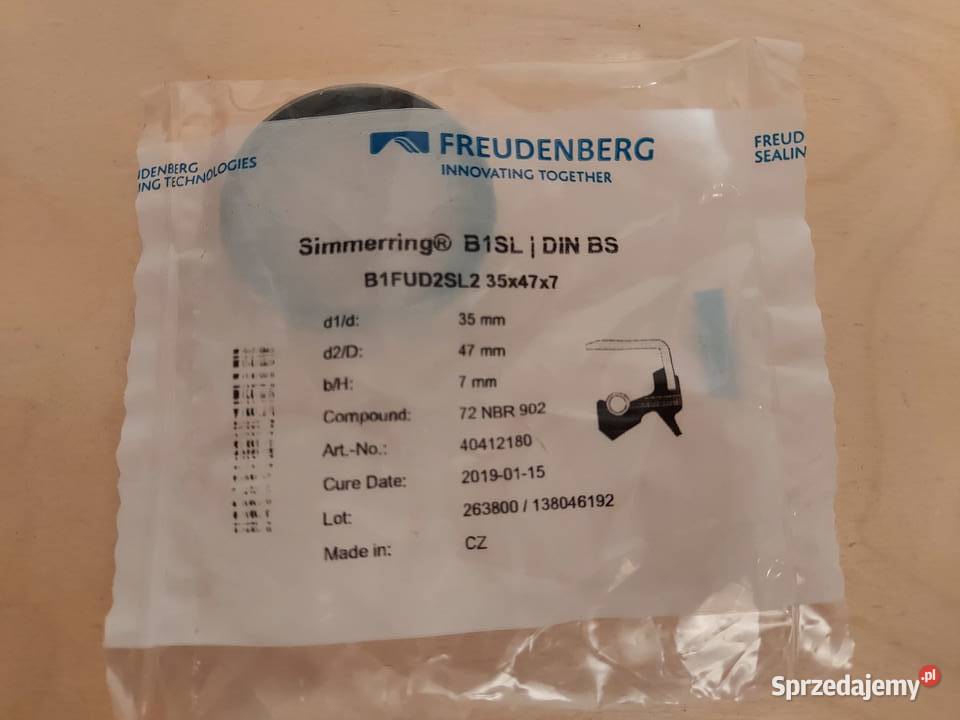 FREUDENBERG
INNOVATING TOGETHER
UDENBERG
ING TECHNOLOGIES
FREUD
SEALIN
Simmerring® B1SL | DIN BS
B1FUD2SL2 35x47x7
d1/d: 35 mm
d2/D: 47 mm
b/H: 7 mm
Compound: 72 NBR 902
Art.-No.: 40412180
Cure Date: 2019-01-15
Lot: 263800 / 138046192
Made in: CZ
Sprzedajemy.pl